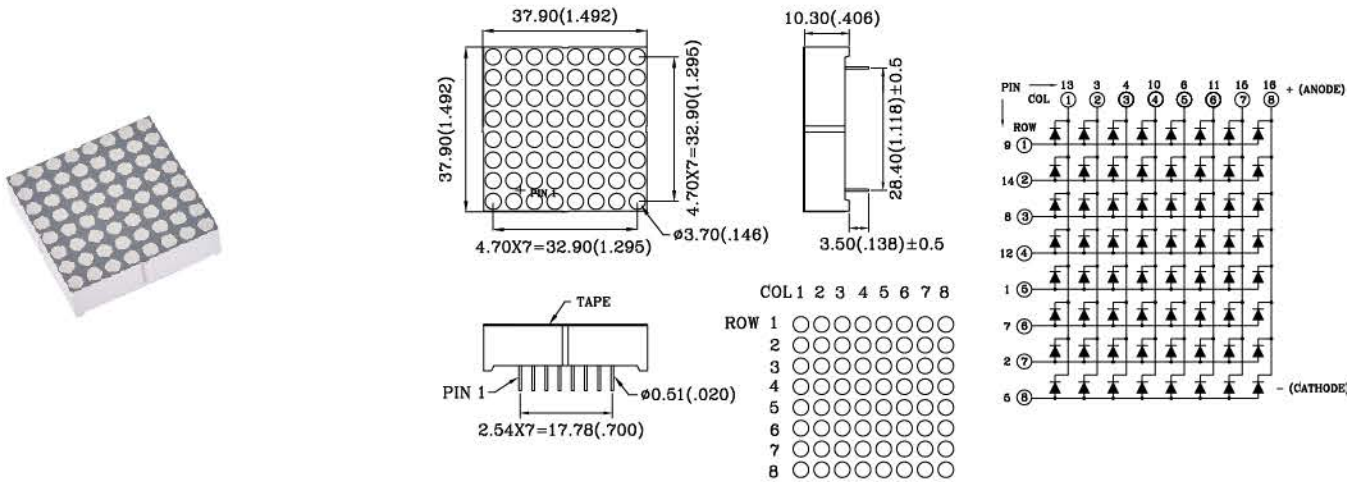 37.90(1.492)
37.90(1.492)
4.70X7=32.90(1.295)
PIN 1
4.70X7=32.90(1.295)
ø3.70(.146)
10.30(.406)
28.40(1.118)±0.5
3.50(.138)±0.5
TAPE
PIN 1
ø0.51(.020)
2.54X7=17.78(.700)
COL 1 2 3 4 5 6 7 8
ROW 1
2
3
4
5
6
7
8
PIN 13 3 4 10 6 11 15 16
COL 1 2 3 4 5 6 7 8 + (ANODE)
ROW
9 1
14 2
8 3
12 4
1 5
7 6
2 7
5 8 - (CATHODE)